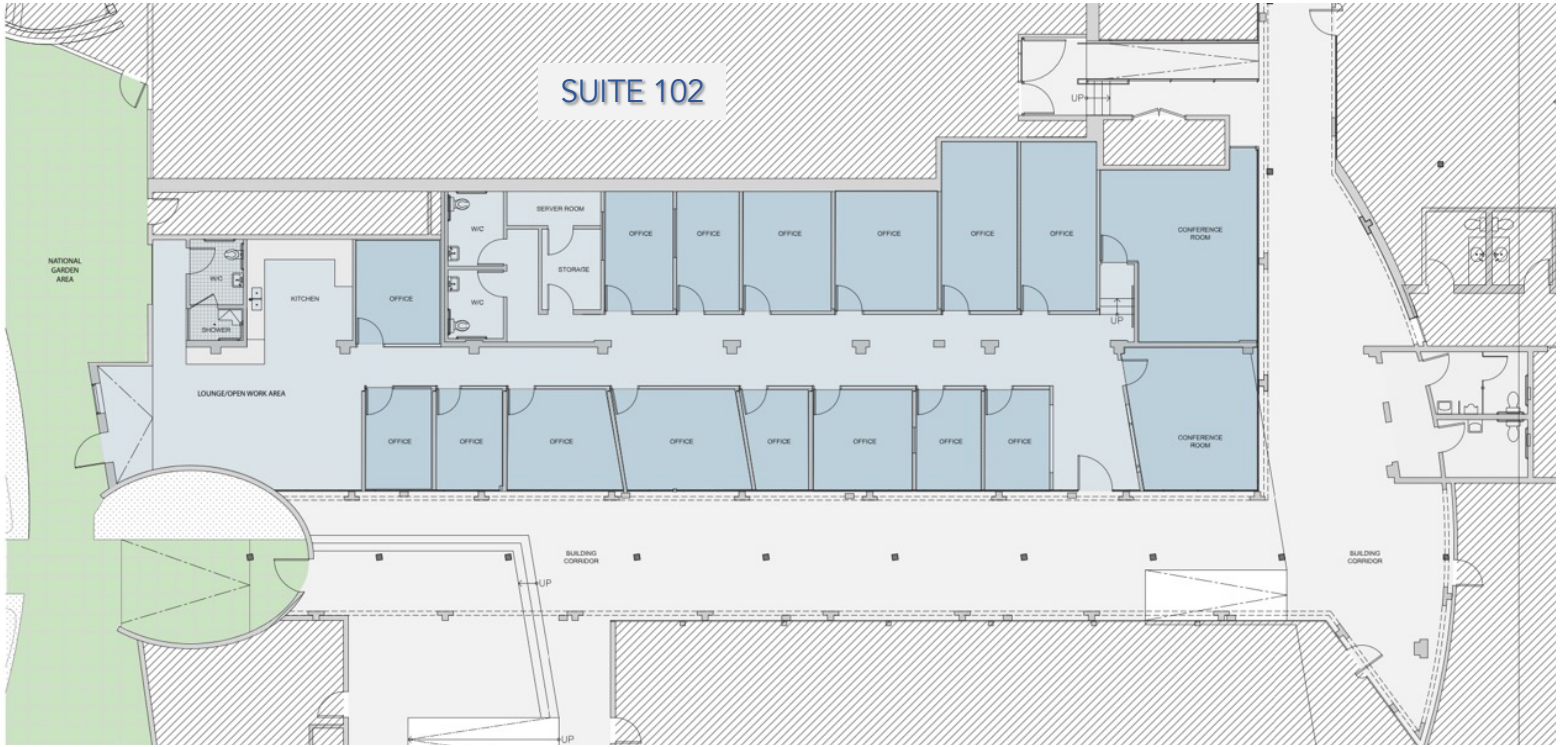 SUITE 102
UP
SERVER ROOM
W/C
OFFICE
OFFICE
OFFICE
OFFICE
OFFICE
OFFICE
CONFERENCE
ROOM
NATIONAL
GARDEN
AREA
STORAGE
W/C
KITCHEN
OFFICE
W/C
SHOWER
UP
LOUNGE/OPEN WORK AREA
OFFICE
OFFICE
OFFICE
OFFICE
OFFICE
OFFICE
OFFICE
OFFICE
CONFERENCE
ROOM
BUILDING
CORRIDOR
BUILDING
CORRIDOR
UP
UP